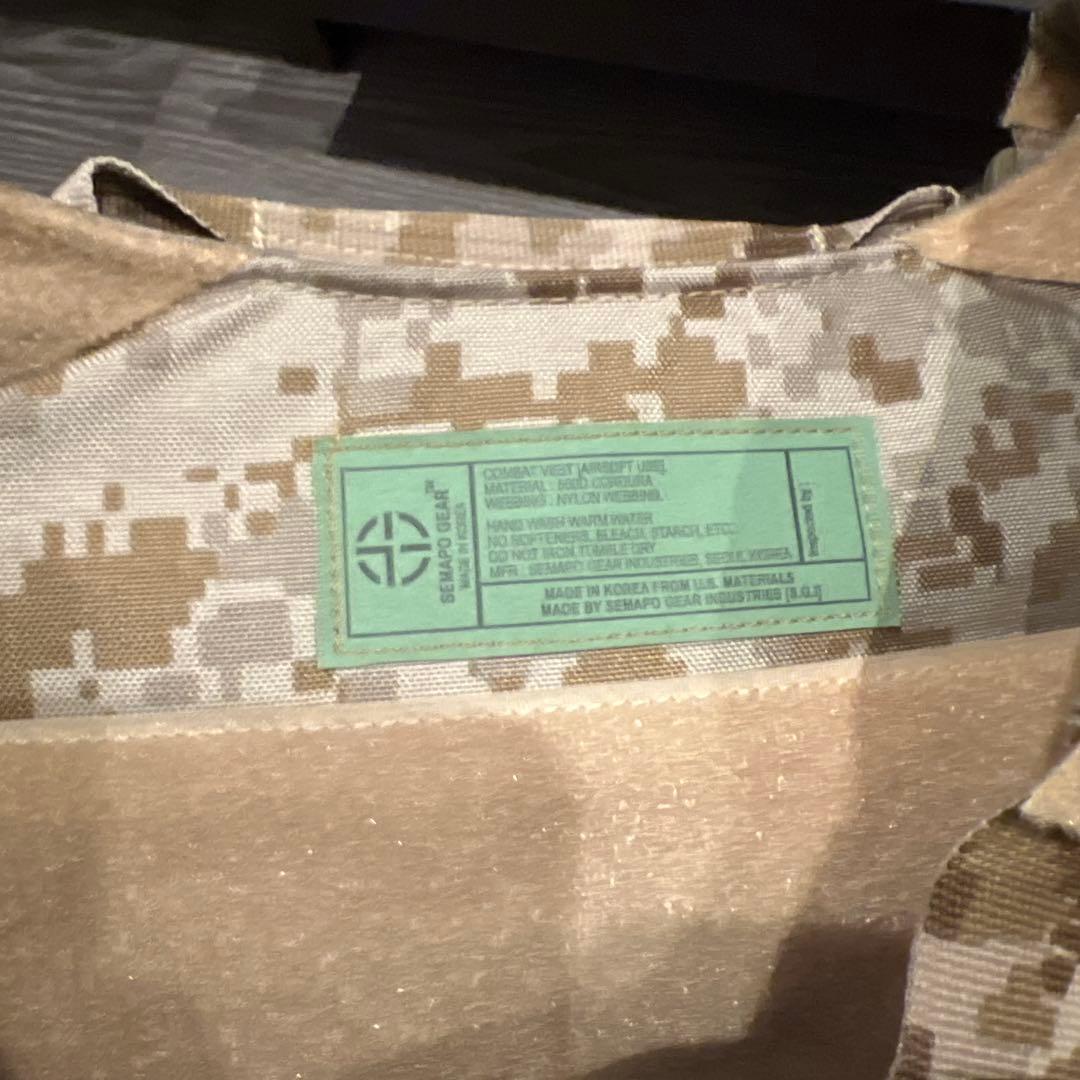 SEMAPO GEAR™
MADE IN KOREA
COMBAT VEST [AIRSOFT USE]
MATERIAL : 500D CORDURA
WEBBING : NYLON WEBBING.
HAND WASH WARM WATER
NO SOFTENERS, BLEACH, STARCH, ETC.
DO NOT IRON, TUMBLE DRY
MFR : SEMAPO GEAR INDUSTRIES, SEOUL KOREA
Inspected by :
MADE IN KOREA FROM U.S. MATERIALS
MADE BY SEMAPO GEAR INDUSTRIES [S.G.I]